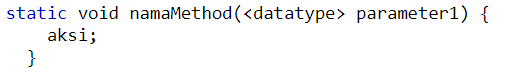 static void namaMethod(<datatype> parameter1) {
aksi;
}